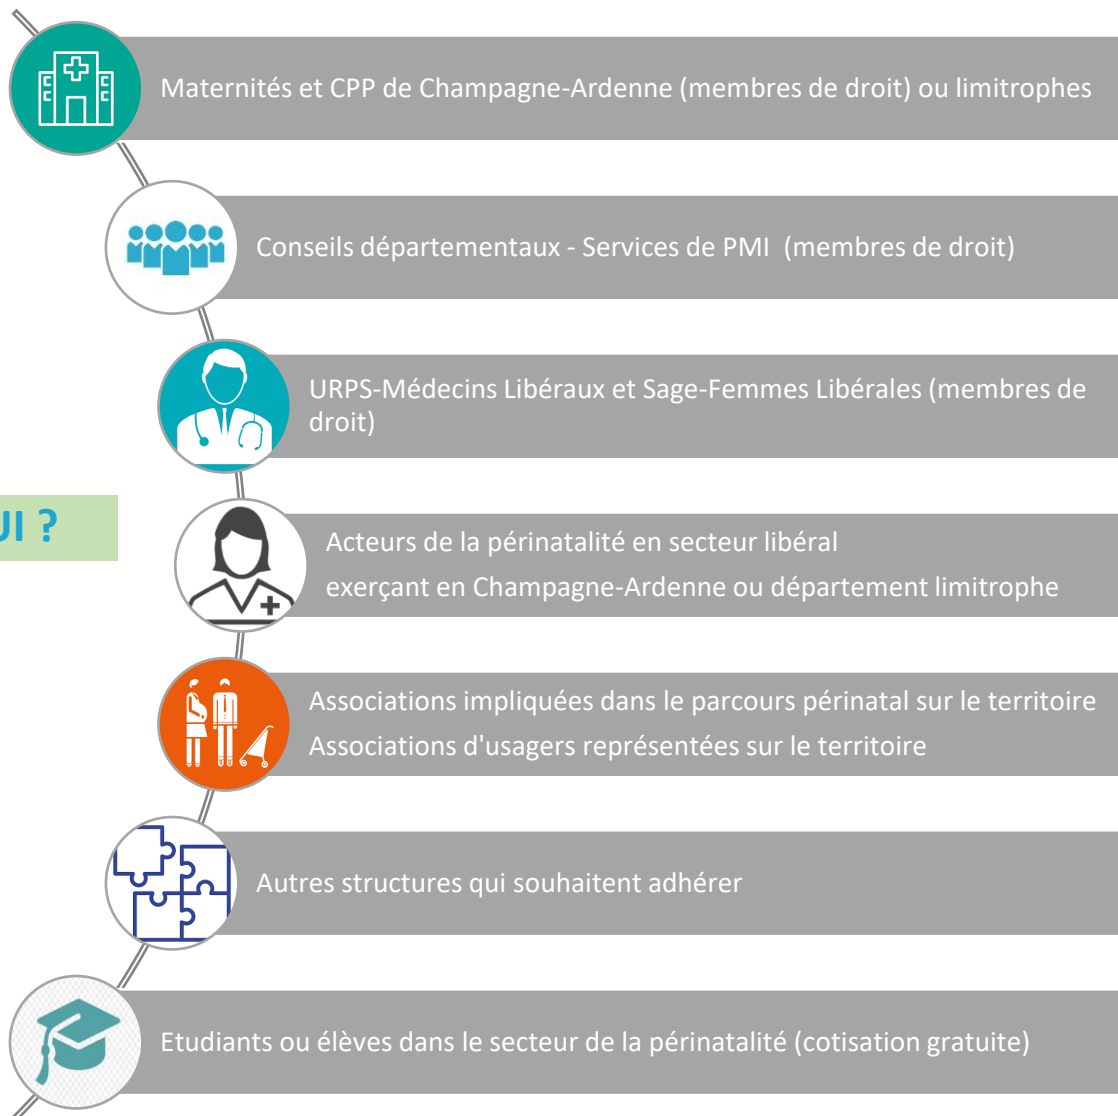 Maternités et CPP de Champagne-Ardenne (membres de droit) ou limitrophes
Conseils départementaux - Services de PMI (membres de droit)
URPS-Médecins Libéraux et Sage-Femmes Libérales (membres de
droit)
UI ?
Acteurs de la périnatalité en secteur libéral
exerçant en Champagne-Ardenne ou département limitrophe
Associations impliquées dans le parcours périnatal sur le territoire
Associations d'usagers représentées sur le territoire
Autres structures qui souhaitent adhérer
Etudiants ou élèves dans le secteur de la périnatalité (cotisation gratuite)